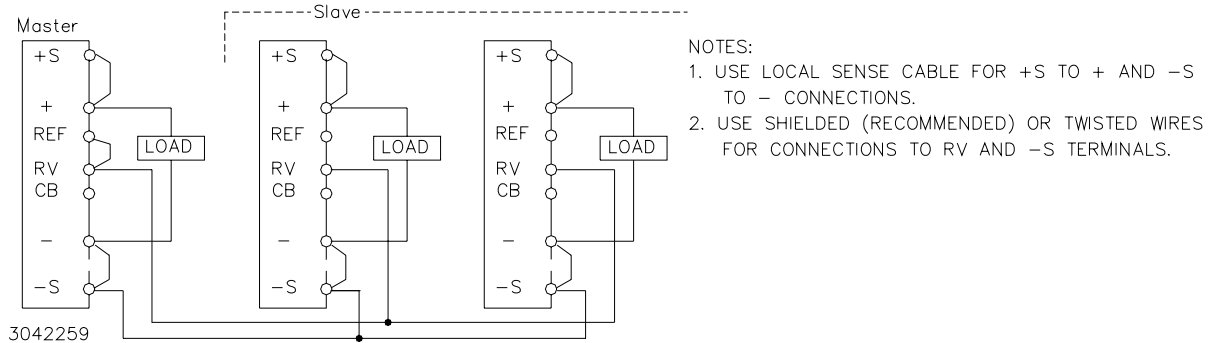 Slave
Master
+S
+
REF
RV
CB
−
−S
LOAD
+S
+
REF
RV
CB
-
−S
LOAD
+S
+
REF
RV
CB
-
−S
LOAD
NOTES:
1. USE LOCAL SENSE CABLE FOR +S TO + AND −S
TO − CONNECTIONS.
2. USE SHIELDED (RECOMMENDED) OR TWISTED WIRES
FOR CONNECTIONS TO RV AND −S TERMINALS.
3042259